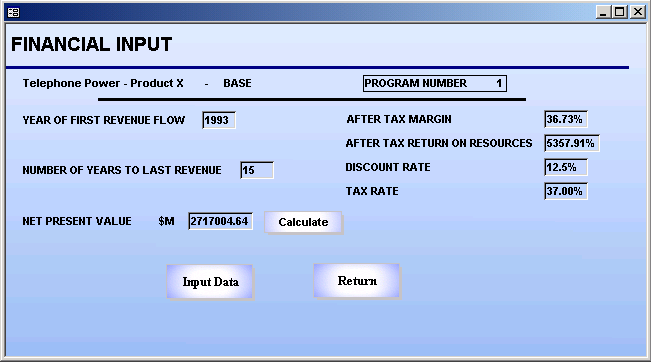 FINANCIAL INPUT
Telephone Power - Product X - BASE PROGRAM NUMBER 1
YEAR OF FIRST REVENUE FLOW 1993 AFTER TAX MARGIN 36.73%
AFTER TAX RETURN ON RESOURCES 5357.91%
NUMBER OF YEARS TO LAST REVENUE 15 DISCOUNT RATE 12.5%
TAX RATE 37.00%
NET PRESENT VALUE $M 2717004.64 Calculate
Input Data Return